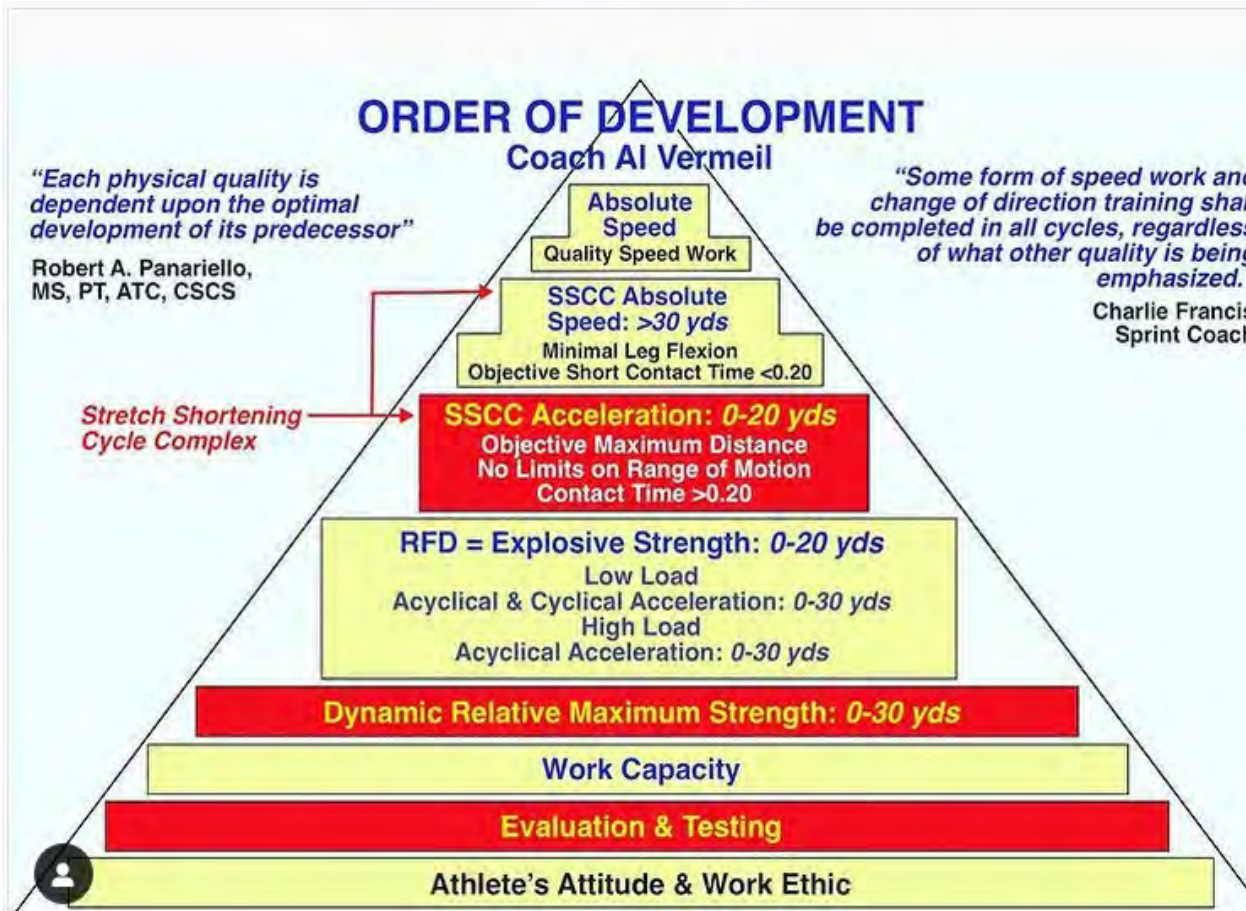 ORDER OF DEVELOPMENT
Coach Al Vermeil
"Each physical quality is
dependent upon the optimal
development of its predecessor"
Robert A. Panariello,
MS, PT, ATC, CSCS
"Some form of speed work and
change of direction training shal
be completed in all cycles, regardless
of what other quality is being
emphasized.
Charlie Francis
Sprint Coach
Absolute
Speed
Quality Speed Work
SSCC Absolute
Speed: >30 yds
Minimal Leg Flexion
Objective Short Contact Time <0.20
Stretch Shortening
Cycle Complex
SSCC Acceleration: 0-20 yds
Objective Maximum Distance
No Limits on Range of Motion
Contact Time >0.20
RFD = Explosive Strength: 0-20 yds
Low Load
Acyclical & Cyclical Acceleration: 0-30 yds
High Load
Acyclical Acceleration: 0-30 yds
Dynamic Relative Maximum Strength: 0-30 yds
Work Capacity
Evaluation & Testing
Athlete's Attitude & Work Ethic